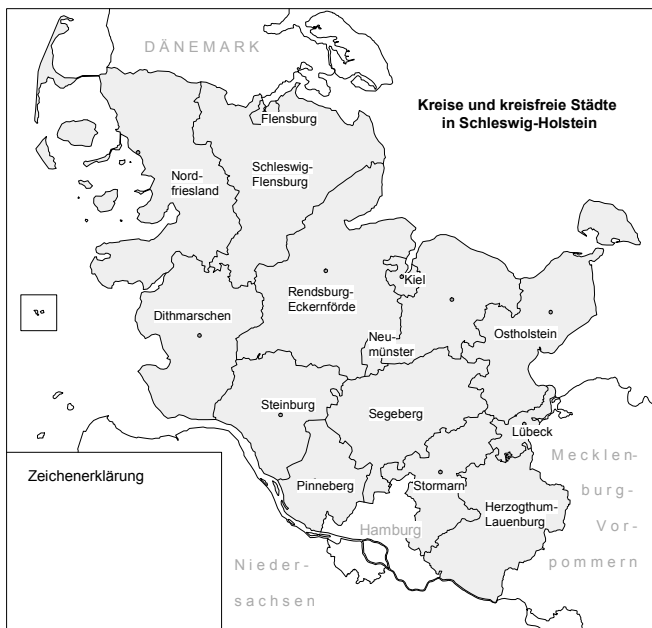 DÄNEMARK
Kreise und kreisfreie Städte
in Schleswig-Holstein
Flensburg
Nord-
friesland
Schleswig-
Flensburg
Rendsburg-
Eckernförde
Kiel
Dithmarschen
Neu-
münster
Ostholstein
Steinburg
Segeberg
Lübeck
Zeichenerklärung
Pinneberg
Stormarn
Herzogthum-
Lauenburg
Hamburg
Mecklen-
burg-
Vor-
pommern
Nieder-
sachsen